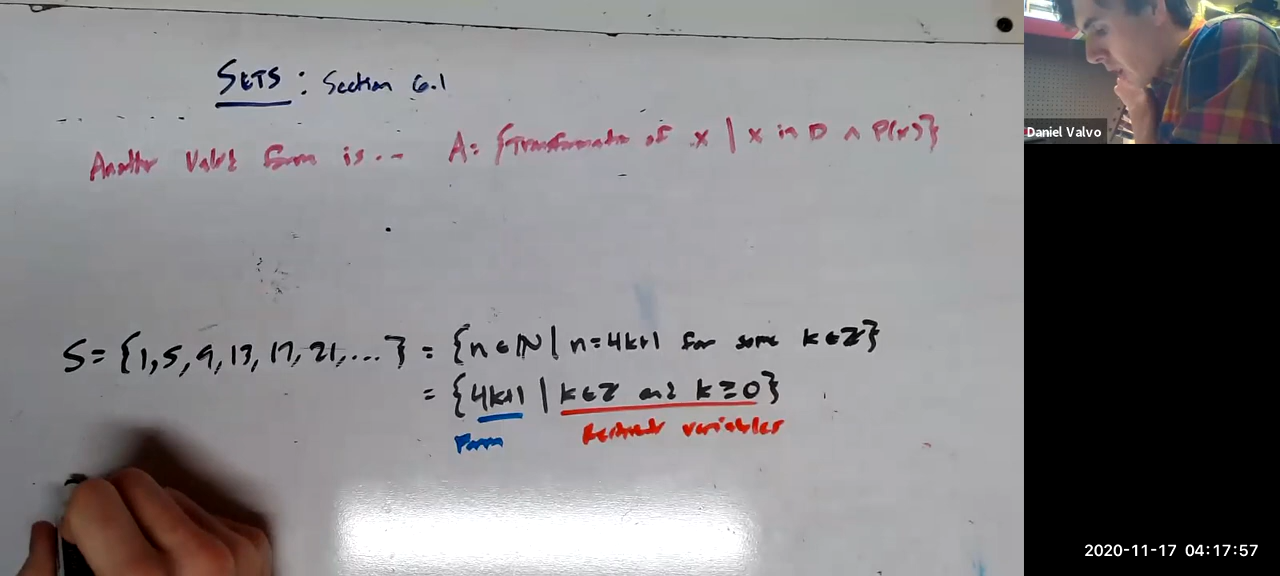 SETS: Section 6.1
Another Valid form is... A = {Transformation of x | x in D ∧ P(x)}
S = {1, 5, 9, 13, 17, 21, ...} = {n ∈ ℕ | n = 4k+1 for some k ∈ ℤ}
= {4k+1 | k ∈ ℤ and k ≥ 0}
Form variables
Daniel Valvo
2020-11-17 04:17:57